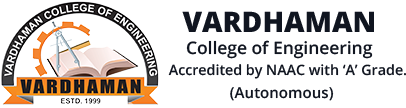 VARDHAMAN COLLEGE OF ENGINEERING
VARDHAMAN
ESTD. 1999
VARDHAMAN
College of Engineering
Accredited by NAAC with ‘A’ Grade.
(Autonomous)